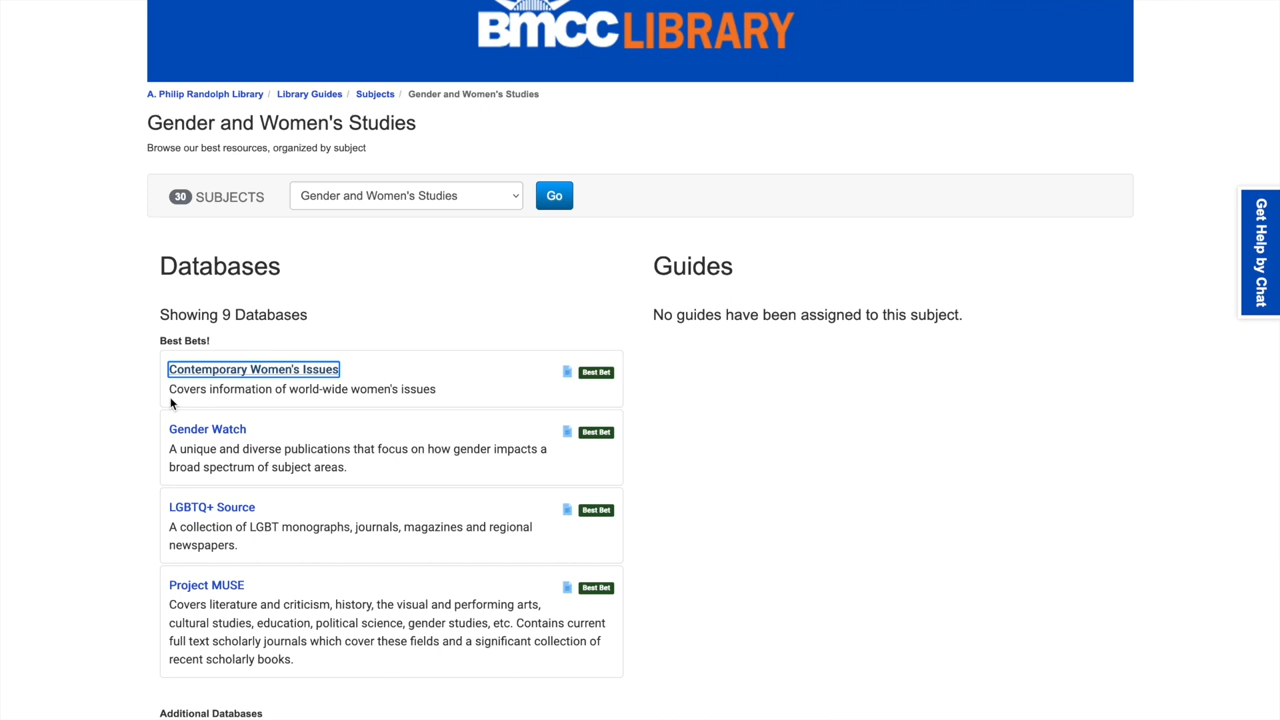 BMCC LIBRARY
A. Philip Randolph Library / Library Guides / Subjects / Gender and Women's Studies
Gender and Women's Studies
Browse our best resources, organized by subject
30 SUBJECTS Gender and Women's Studies Go
Get Help by Chat
Databases
Showing 9 Databases
Best Bets!
Contemporary Women's Issues Best Bet
Covers information of world-wide women's issues
Gender Watch Best Bet
A unique and diverse publications that focus on how gender impacts a
broad spectrum of subject areas.
LGBTQ+ Source Best Bet
A collection of LGBT monographs, journals, magazines and regional
newspapers.
Project MUSE Best Bet
Covers literature and criticism, history, the visual and performing arts,
cultural studies, education, political science, gender studies, etc. Contains current
full text scholarly journals which cover these fields and a significant collection of
recent scholarly books.
Additional Databases
Guides
No guides have been assigned to this subject.